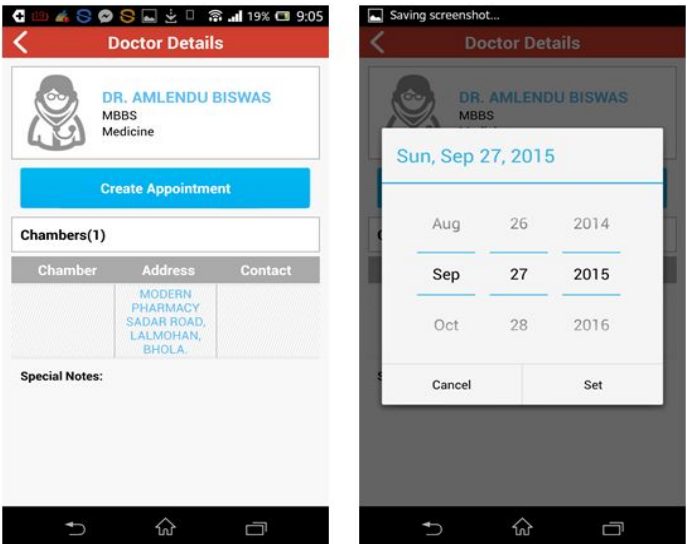 19% 9:05
Doctor Details
DR. AMLENDU BISWAS
MBBS
Medicine
Create Appointment
Chambers(1)
Chamber Address Contact
MODERN
PHARMACY
SADAR ROAD,
LALMOHAN,
BHOLA.
Special Notes:
Saving screenshot...
Doctor Details
DR. AMLENDU BISWAS
MBBS
Sun, Sep 27, 2015
Aug 26 2014
Sep 27 2015
Oct 28 2016
Cancel Set